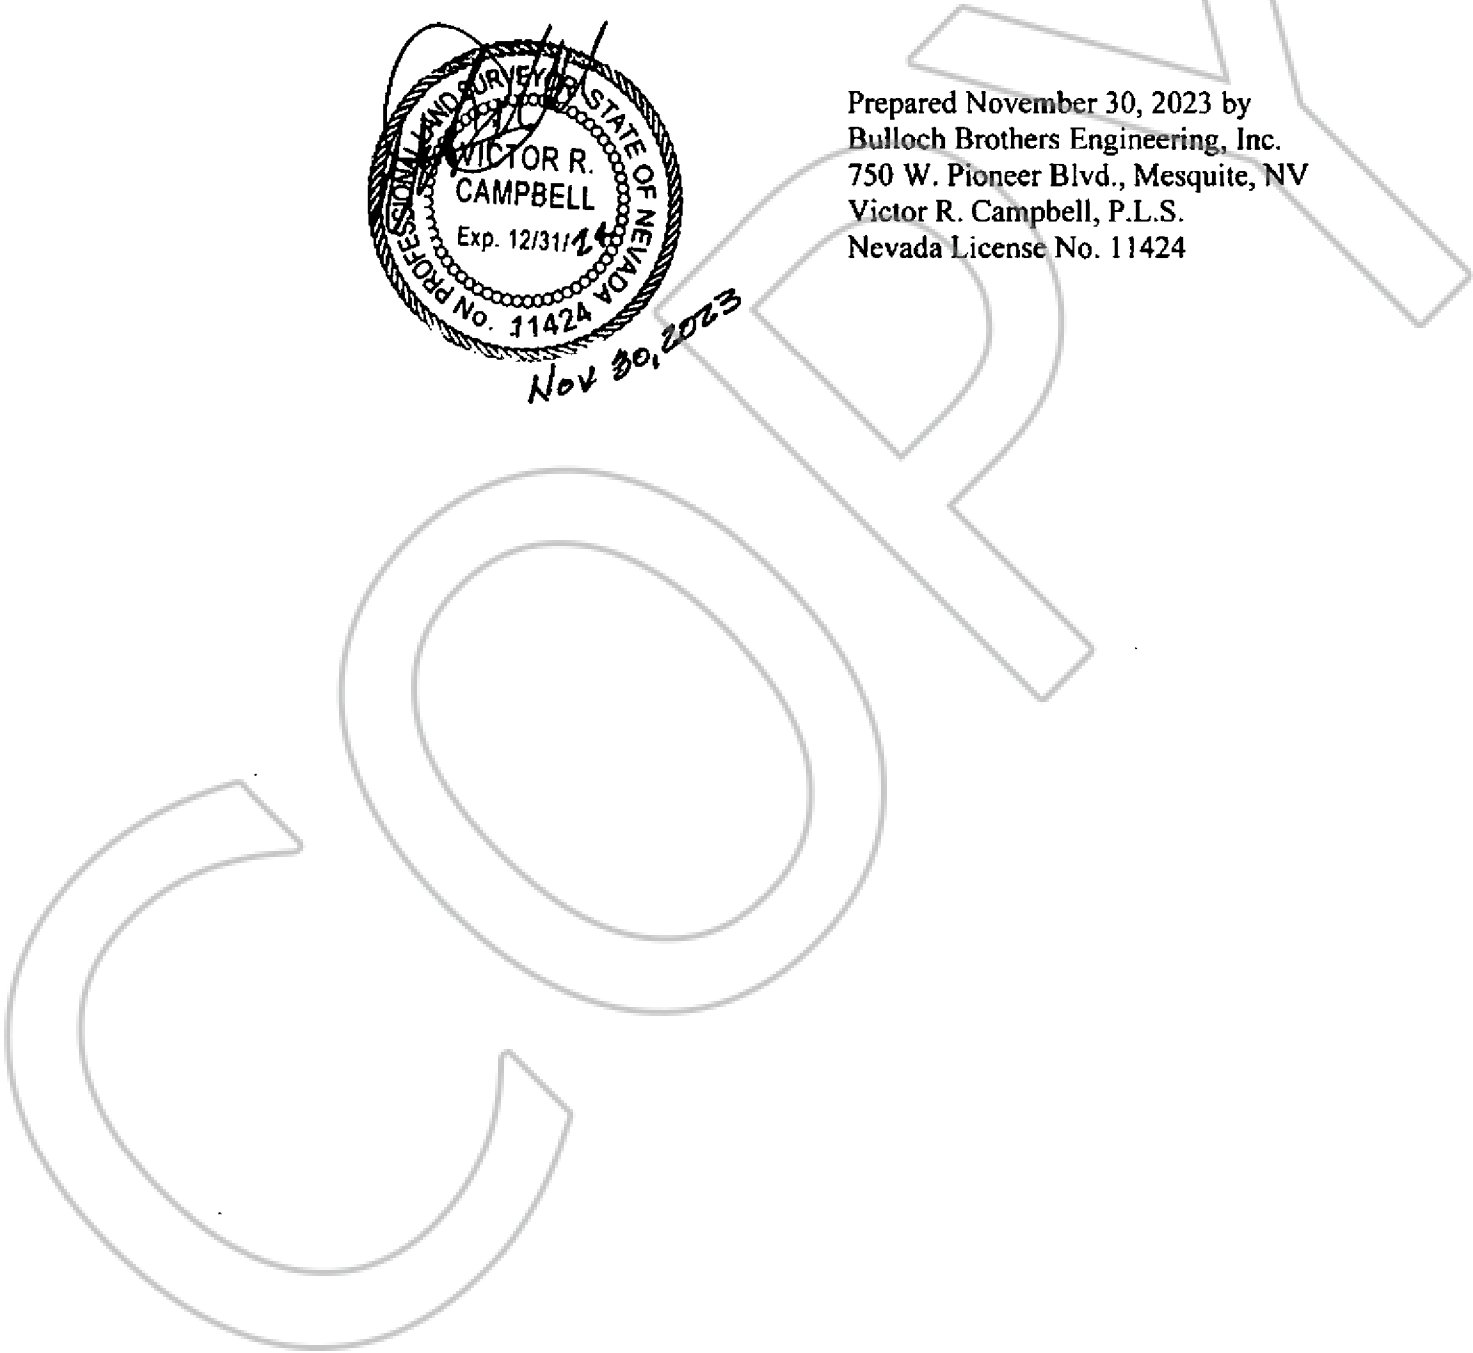 PROFESSIONAL LAND SURVEYOR STATE OF NEVADA
VICTOR R.
CAMPBELL
Exp. 12/31/24
No. 11424
Nov 30, 2023
Prepared November 30, 2023 by
Bulloch Brothers Engineering, Inc.
750 W. Pioneer Blvd., Mesquite, NV
Victor R. Campbell, P.L.S.
Nevada License No. 11424
COPY